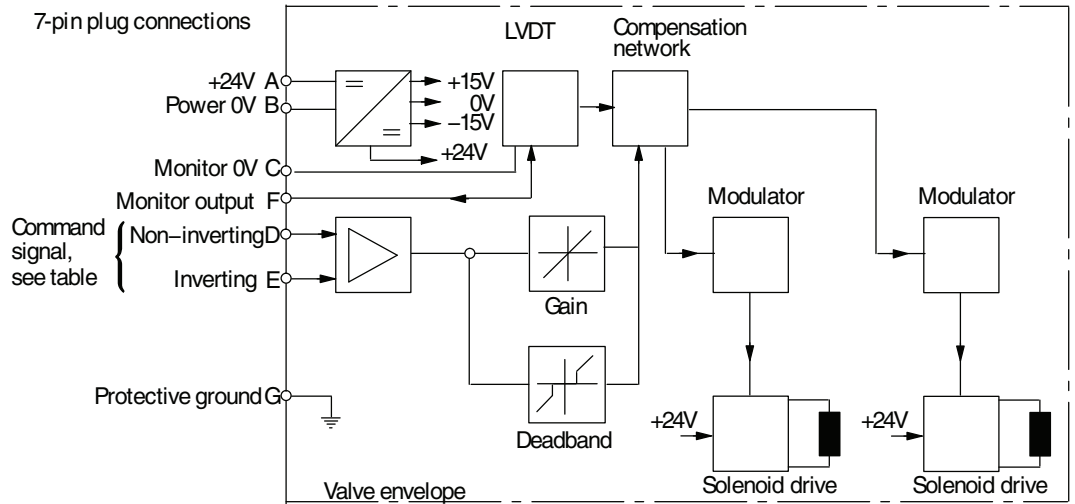 7-pin plug connections
LVDT
Compensation
network
+24V A
Power 0V B
+15V
0V
−15V
+24V
Monitor 0V C
Monitor output F
Command
signal,
see table
Non−inverting D
Inverting E
Gain
Modulator
Modulator
Protective ground G
Deadband
+24V
+24V
Solenoid drive
Solenoid drive
Valve envelope